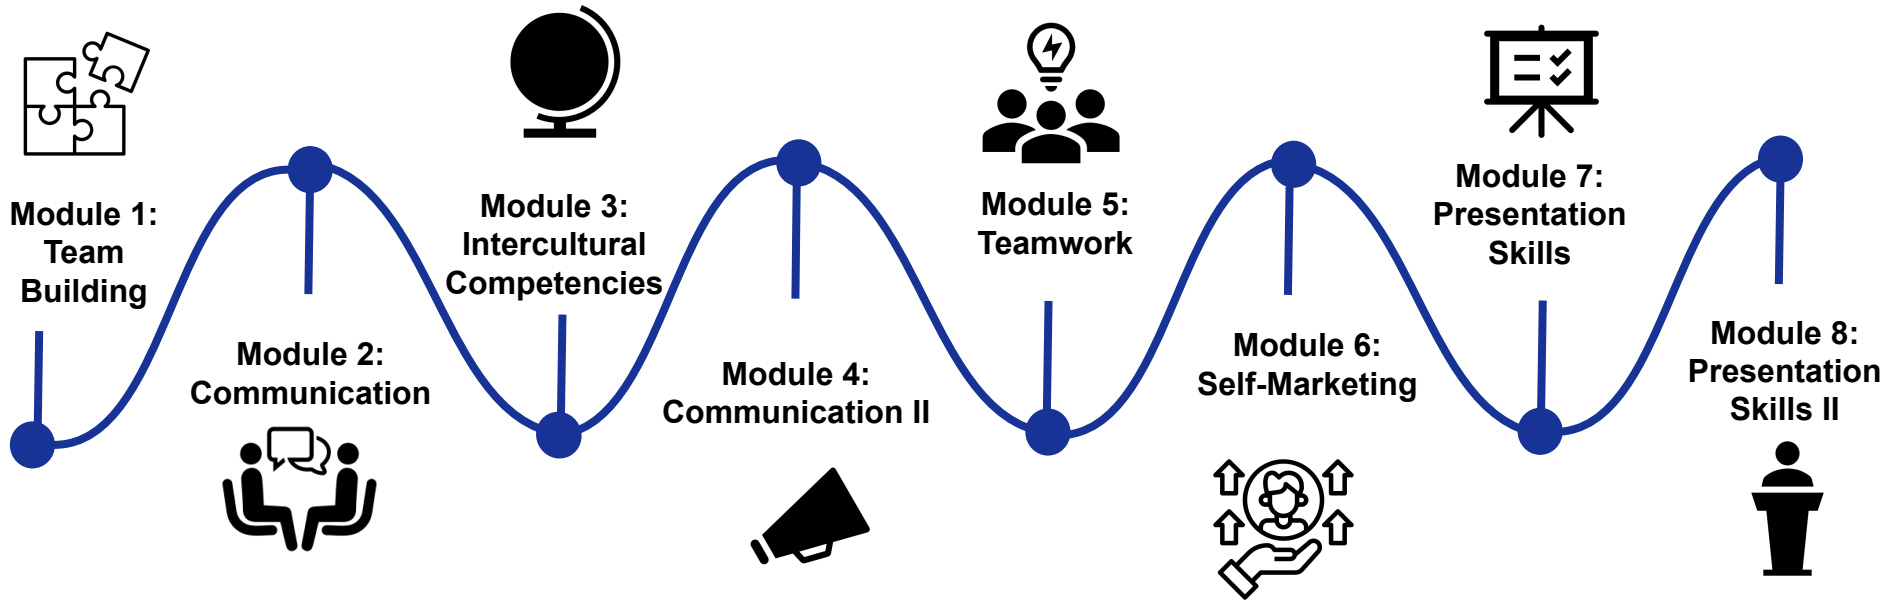 Module 1:
Team
Building
Module 2:
Communication
Module 3:
Intercultural
Competencies
Module 4:
Communication II
Module 5:
Teamwork
Module 6:
Self-Marketing
Module 7:
Presentation
Skills
Module 8:
Presentation
Skills II